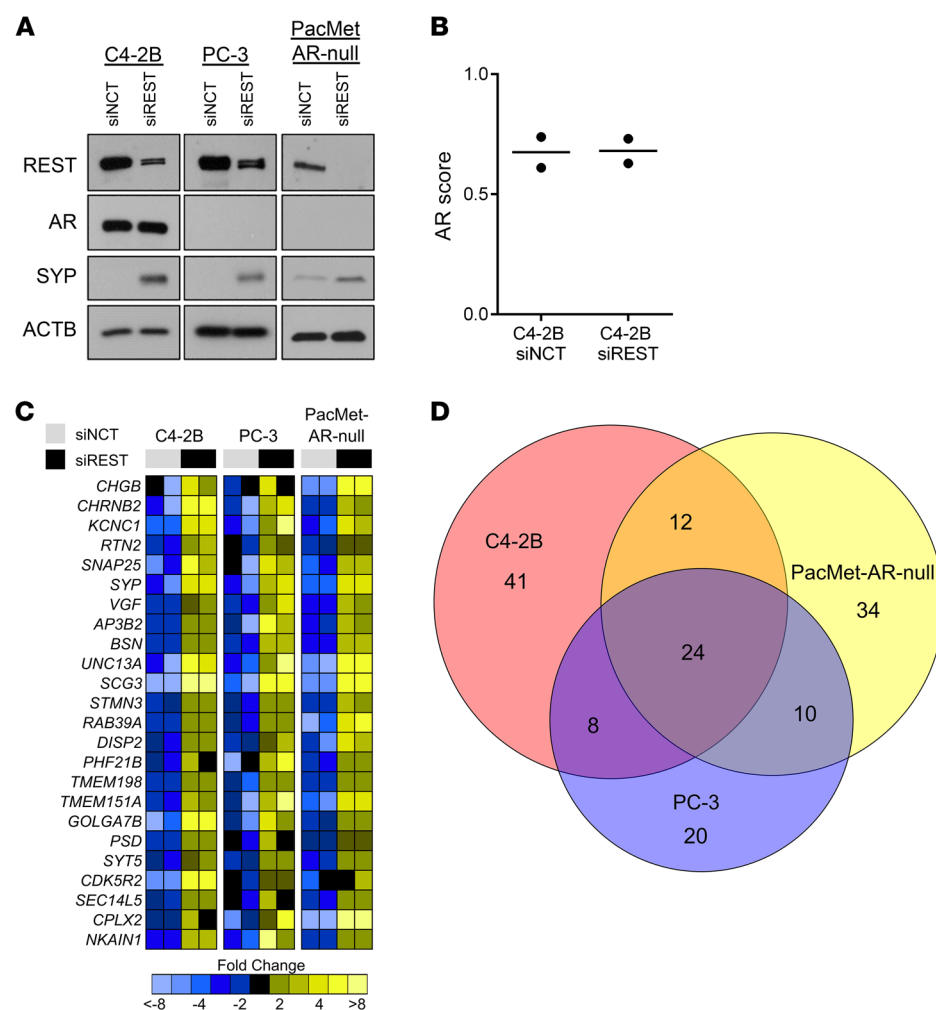 A
C4-2B
PC-3
PacMet
AR-null
siNCT
siREST
siNCT
siREST
siNCT
siREST
REST
AR
SYP
ACTB
B
AR score
1.0
0.5
0.0
C4-2B
siNCT
C4-2B
siREST
C
siNCT
siREST
C4-2B
PC-3
PacMet-
AR-null
CHGB
CHRNB2
KCNC1
RTN2
SNAP25
SYP
VGF
AP3B2
BSN
UNC13A
SCG3
STMN3
RAB39A
DISP2
PHF21B
TMEM198
TMEM151A
GOLGA7B
PSD
SYT5
CDK5R2
SEC14L5
CPLX2
NKAIN1
Fold Change
<-8 -4 -2 2 4 >8
D
C4-2B
41
12
PacMet-AR-null
34
24
8
10
PC-3
20